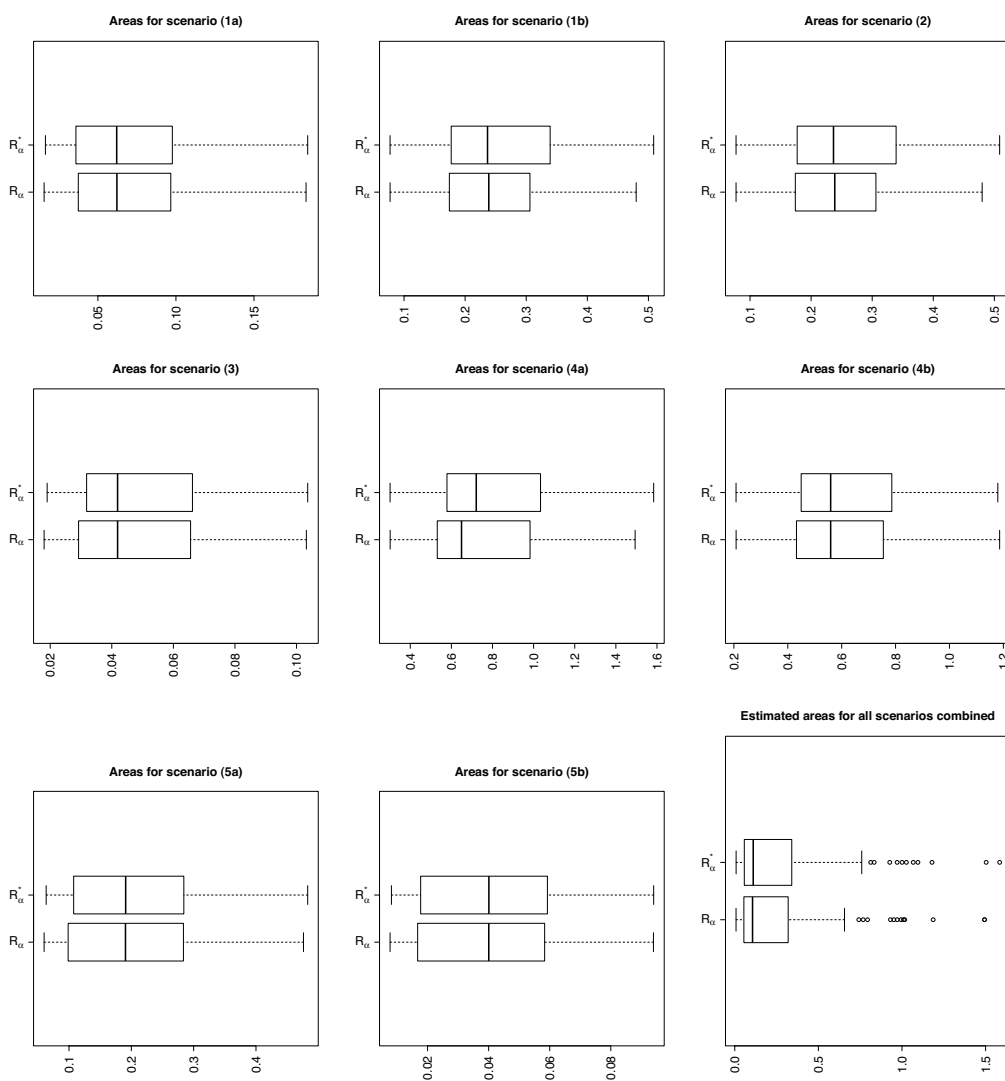 Areas for scenario (1a)
R*α
Rα
0.05
0.10
0.15
Areas for scenario (1b)
R*α
Rα
0.1
0.2
0.3
0.4
0.5
Areas for scenario (2)
R*α
Rα
0.1
0.2
0.3
0.4
0.5
Areas for scenario (3)
R*α
Rα
0.02
0.04
0.06
0.08
0.10
Areas for scenario (4a)
R*α
Rα
0.4
0.6
0.8
1.0
1.2
1.4
1.6
Areas for scenario (4b)
R*α
Rα
0.2
0.4
0.6
0.8
1.0
1.2
Areas for scenario (5a)
R*α
Rα
0.1
0.2
0.3
0.4
Areas for scenario (5b)
R*α
Rα
0.02
0.04
0.06
0.08
Estimated areas for all scenarios combined
R*α
Rα
0.0
0.5
1.0
1.5